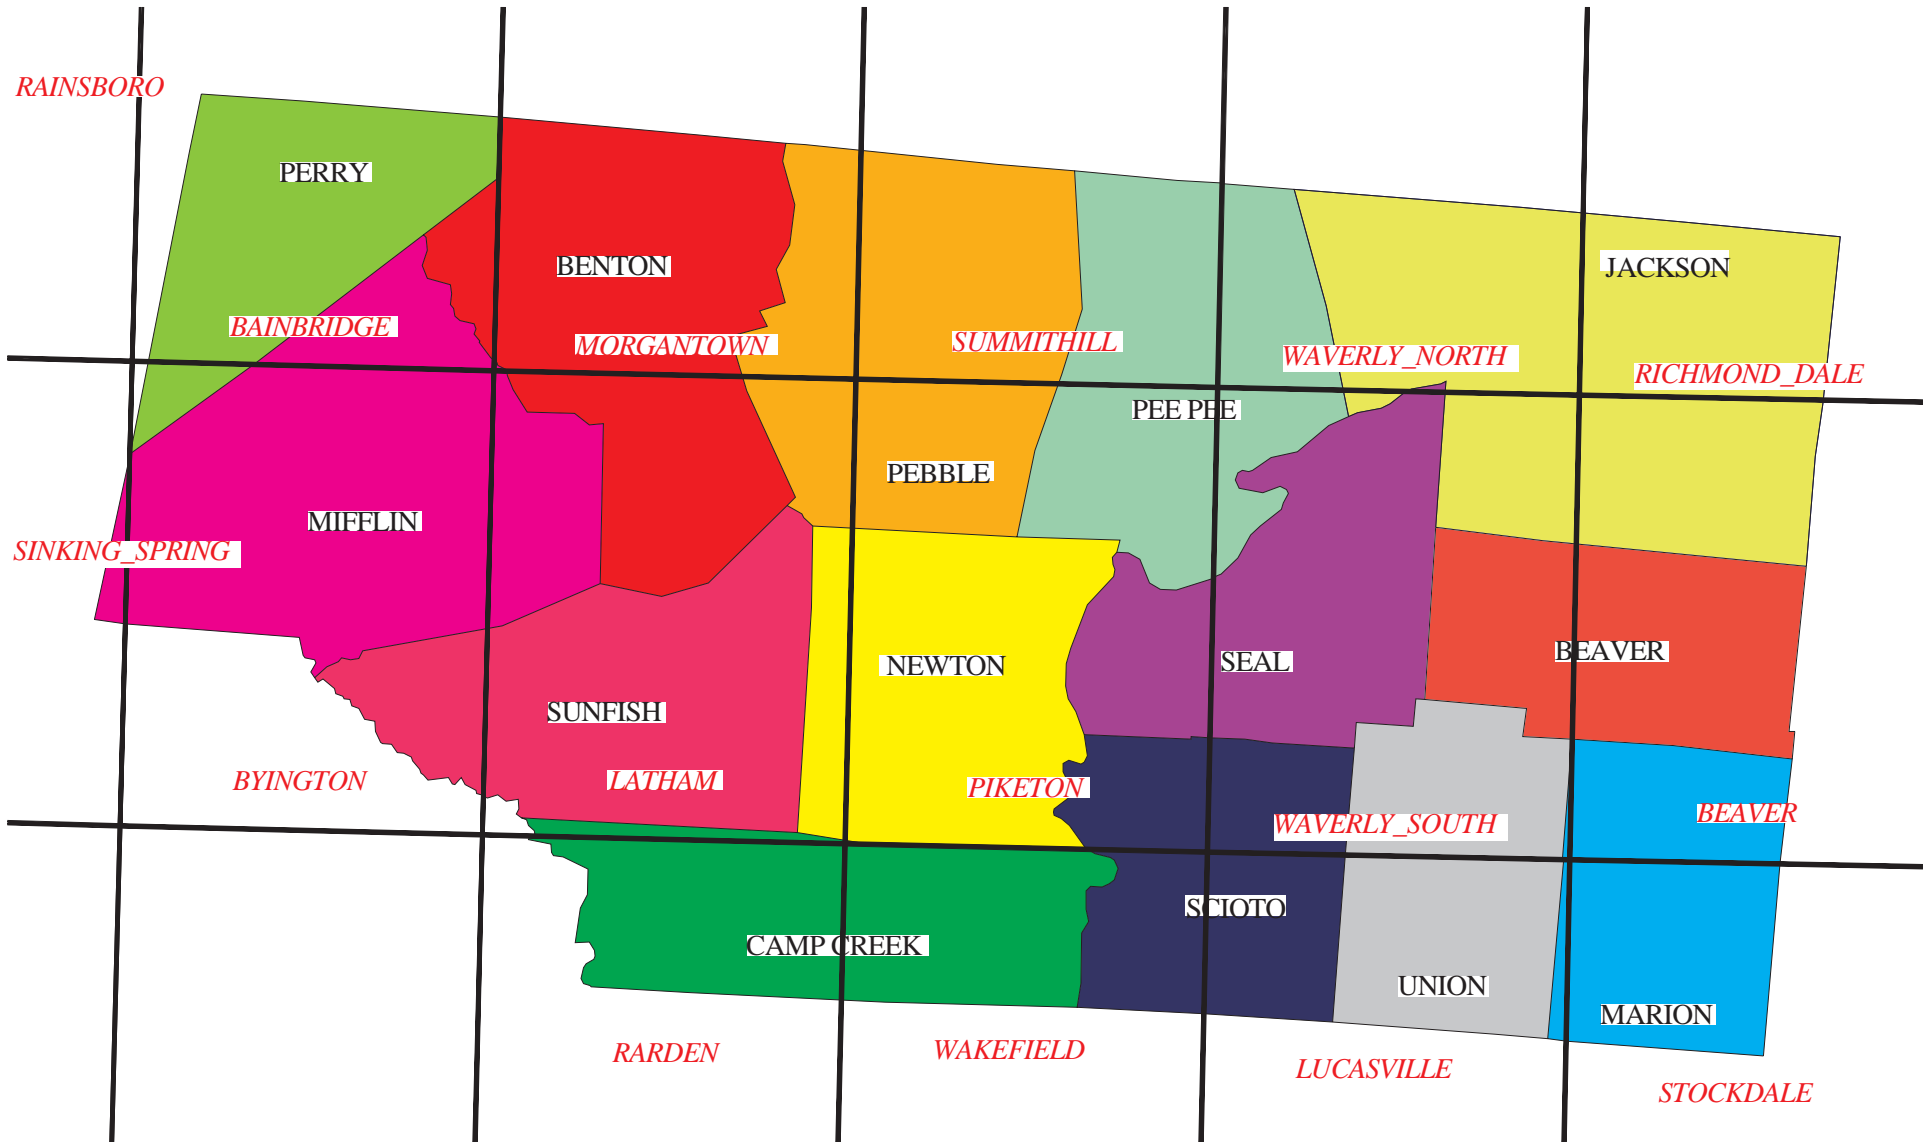 RAINSBORO
PERRY
BENTON
JACKSON
BAINBRIDGE
MORGANTOWN
SUMMITHILL
WAVERLY_NORTH
RICHMOND_DALE
PEE PEE
PEBBLE
MIFFLIN
SINKING_SPRING
NEWTON
SEAL
BEAVER
SUNFISH
BYINGTON
LATHAM
PIKETON
WAVERLY_SOUTH
BEAVER
SCIOTO
CAMP CREEK
UNION
MARION
RARDEN
WAKEFIELD
LUCASVILLE
STOCKDALE